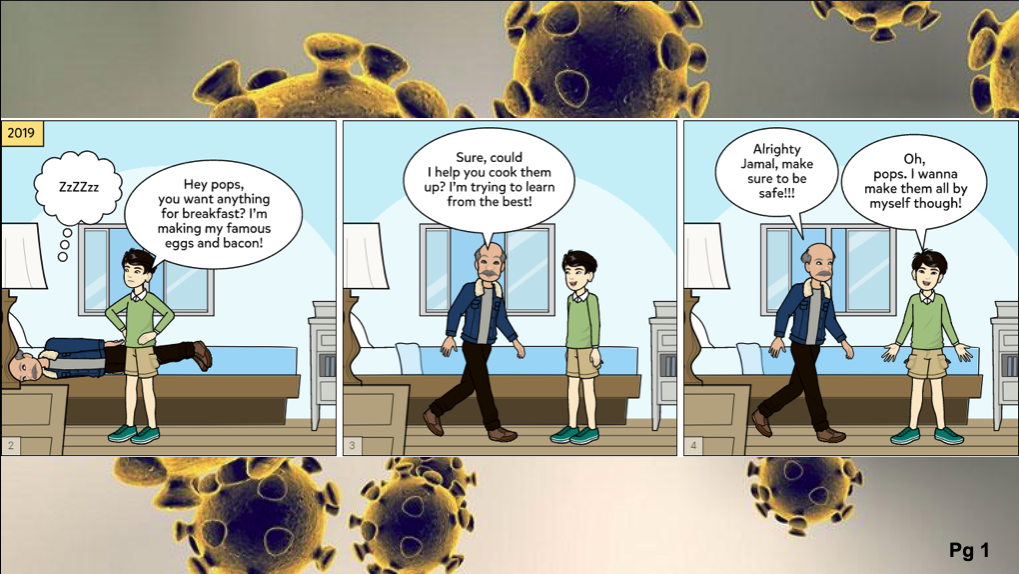 2019
ZzZZzz
Hey pops,
you want anything
for breakfast? I'm
making my famous
eggs and bacon!
2
Sure, could
I help you cook them
up? I'm trying to learn
from the best!
3
Alrighty
Jamal, make
sure to be
safe!!!
Oh,
pops. I wanna
make them all by
myself though!
4
Pg 1